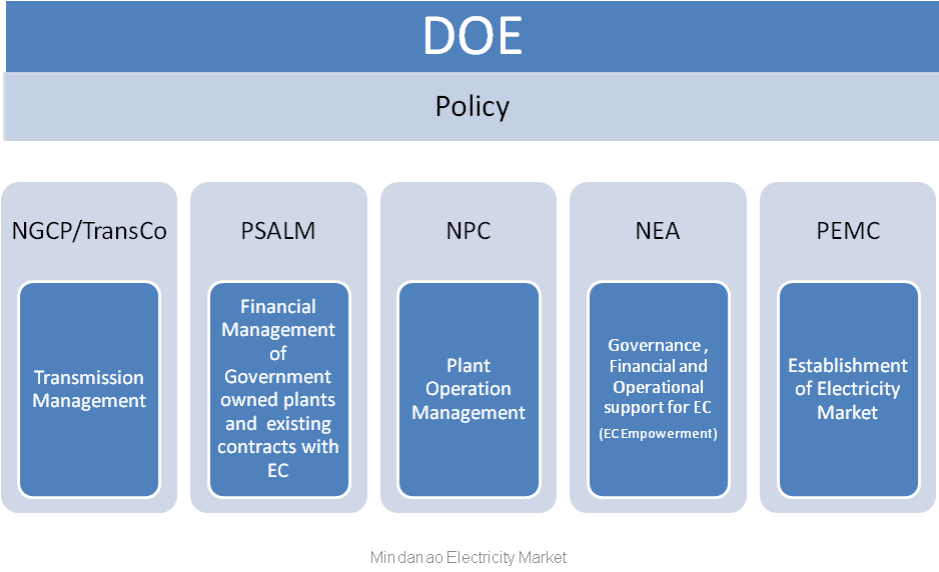 DOE
Policy
NGCP/TransCo
Transmission
Management
PSALM
Financial
Management
of
Government
owned plants
and existing
contracts with
EC
NPC
Plant
Operation
Management
NEA
Governance ,
Financial and
Operational
support for EC
(EC Empowerment)
PEMC
Establishment
of Electricity
Market
Mindanao Electricity Market